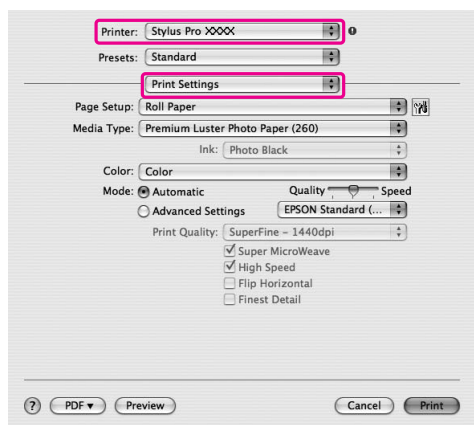 Printer: Stylus Pro XXXX
Presets: Standard
Print Settings
Page Setup: Roll Paper
Media Type: Premium Luster Photo Paper (260)
Ink: Photo Black
Color: Color
Mode: Automatic Quality Speed
Advanced Settings EPSON Standard (...
Print Quality: SuperFine – 1440dpi
Super MicroWeave
High Speed
Flip Horizontal
Finest Detail
? PDF▼ Preview Cancel Print